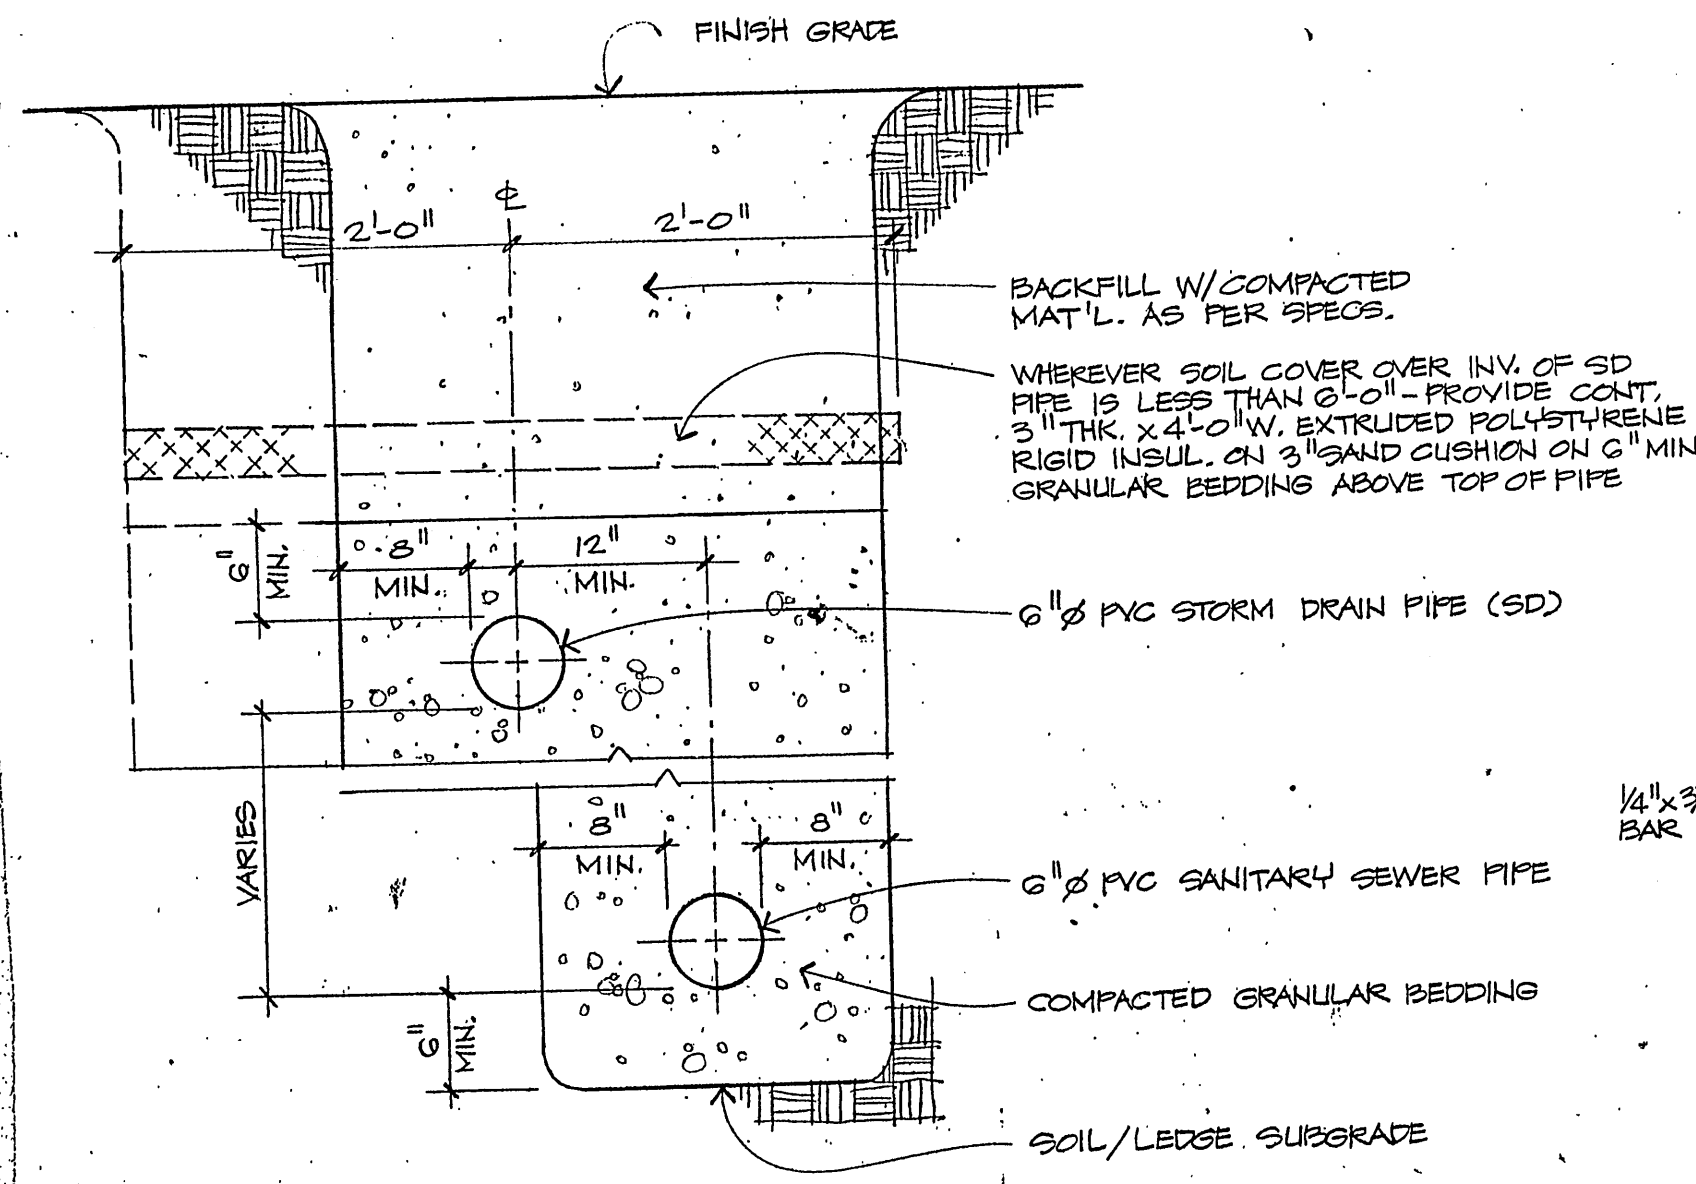 FINISH GRADE
℄
2'-0" 2'-0"
BACKFILL W/COMPACTED
MAT'L. AS PER SPECS.
WHEREVER SOIL COVER OVER INV. OF SD
PIPE IS LESS THAN 6'-0" - PROVIDE CONT.
3" THK. x 4'-0" W. EXTRUDED POLYSTYRENE
RIGID INSUL. ON 3" SAND CUSHION ON 6" MIN
GRANULAR BEDDING ABOVE TOP OF PIPE
6"
MIN.
8"
MIN.
12"
MIN.
6"Ø PVC STORM DRAIN PIPE (SD)
VARIES
8"
MIN.
8"
MIN.
1/4" x 3
BAR
6"Ø PVC SANITARY SEWER PIPE
COMPACTED GRANULAR BEDDING
6"
MIN.
SOIL/LEDGE SUBGRADE